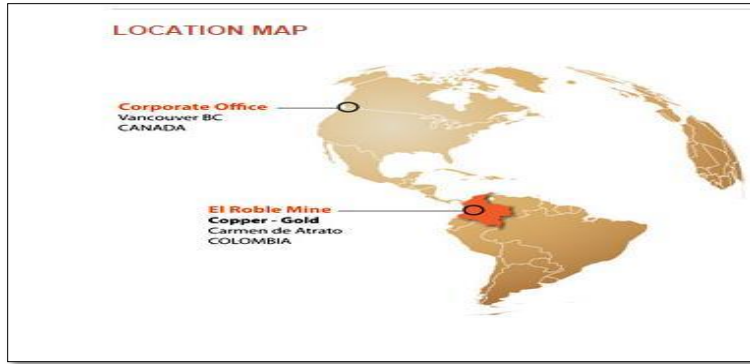 LOCATION MAP
Corporate Office
Vancouver BC
CANADA
El Roble Mine
Copper - Gold
Carmen de Atrato
COLOMBIA